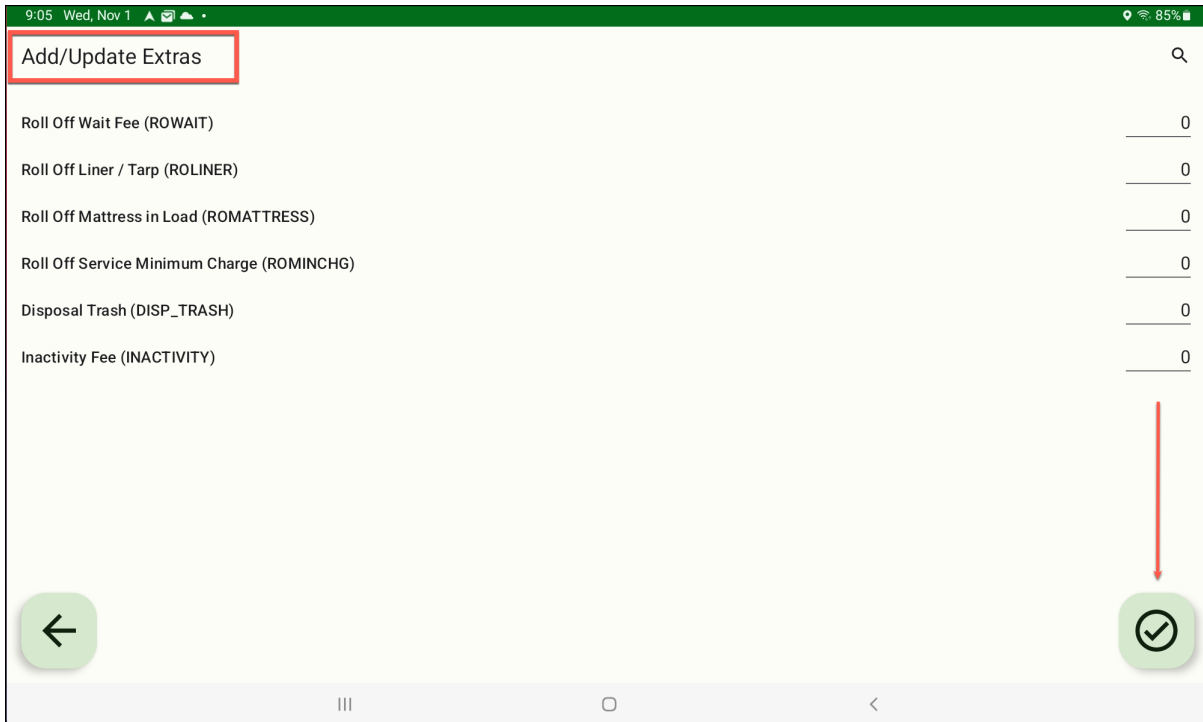 9:05 Wed, Nov 1 85%
Add/Update Extras
Roll Off Wait Fee (ROWAIT) 0
Roll Off Liner / Tarp (ROLINER) 0
Roll Off Mattress in Load (ROMATTRESS) 0
Roll Off Service Minimum Charge (ROMINCHG) 0
Disposal Trash (DISP_TRASH) 0
Inactivity Fee (INACTIVITY) 0